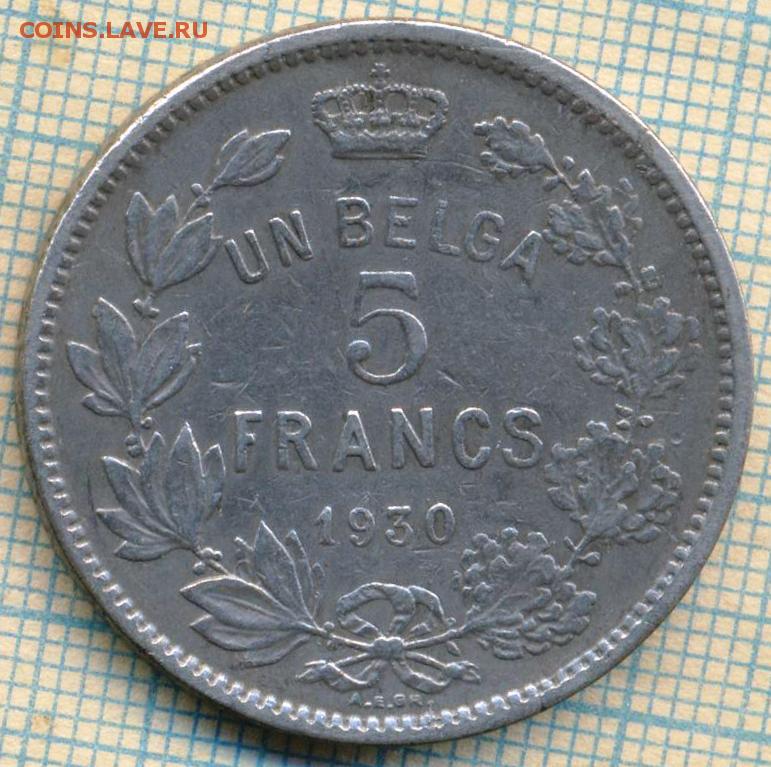 COINS.LAVE.RU
UN BELGA
5
FRANCS
1930